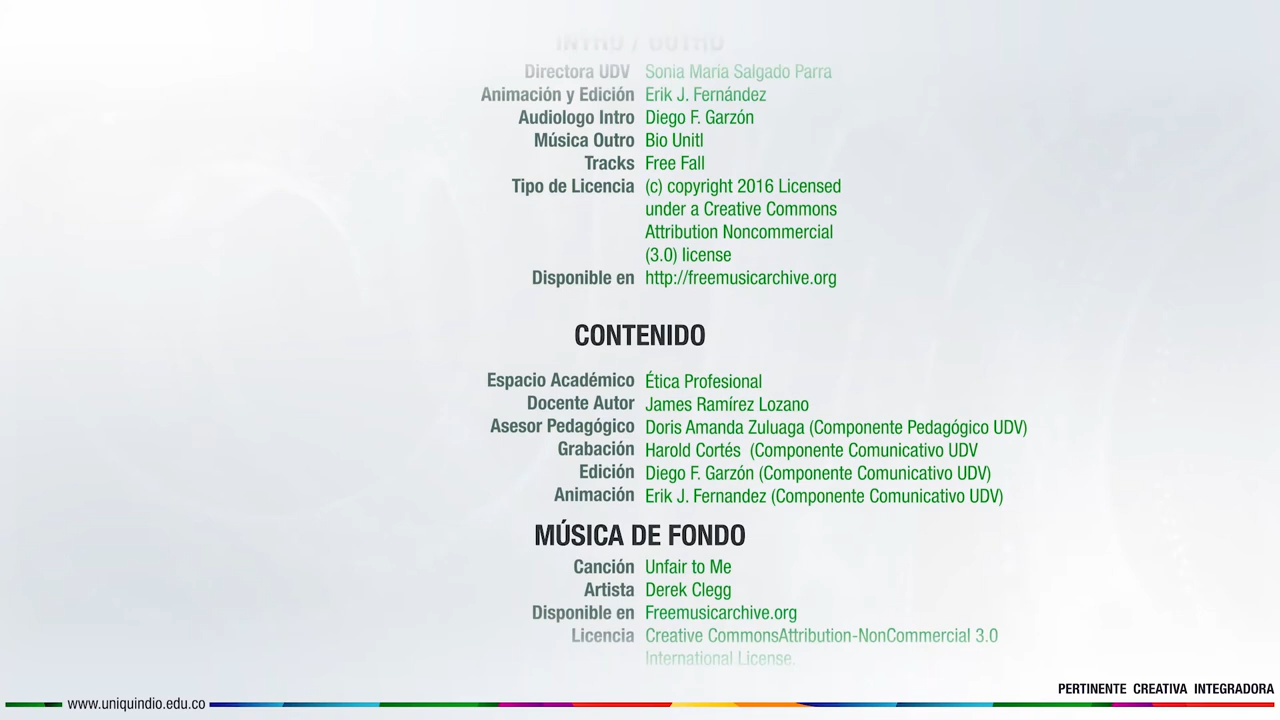 INTRO / OUTRO
Directora UDV Sonia María Salgado Parra
Animación y Edición Erik J. Fernández
Audiologo Intro Diego F. Garzón
Música Outro Bio Unitl
Tracks Free Fall
Tipo de Licencia (c) copyright 2016 Licensed
under a Creative Commons
Attribution Noncommercial
(3.0) license
Disponible en http://freemusicarchive.org
CONTENIDO
Espacio Académico Ética Profesional
Docente Autor James Ramírez Lozano
Asesor Pedagógico Doris Amanda Zuluaga (Componente Pedagógico UDV)
Grabación Harold Cortés (Componente Comunicativo UDV
Edición Diego F. Garzón (Componente Comunicativo UDV)
Animación Erik J. Fernandez (Componente Comunicativo UDV)
MÚSICA DE FONDO
Canción Unfair to Me
Artista Derek Clegg
Disponible en Freemusicarchive.org
Licencia Creative CommonsAttribution-NonCommercial 3.0
International License.
PERTINENTE CREATIVA INTEGRADORA
www.uniquindio.edu.co